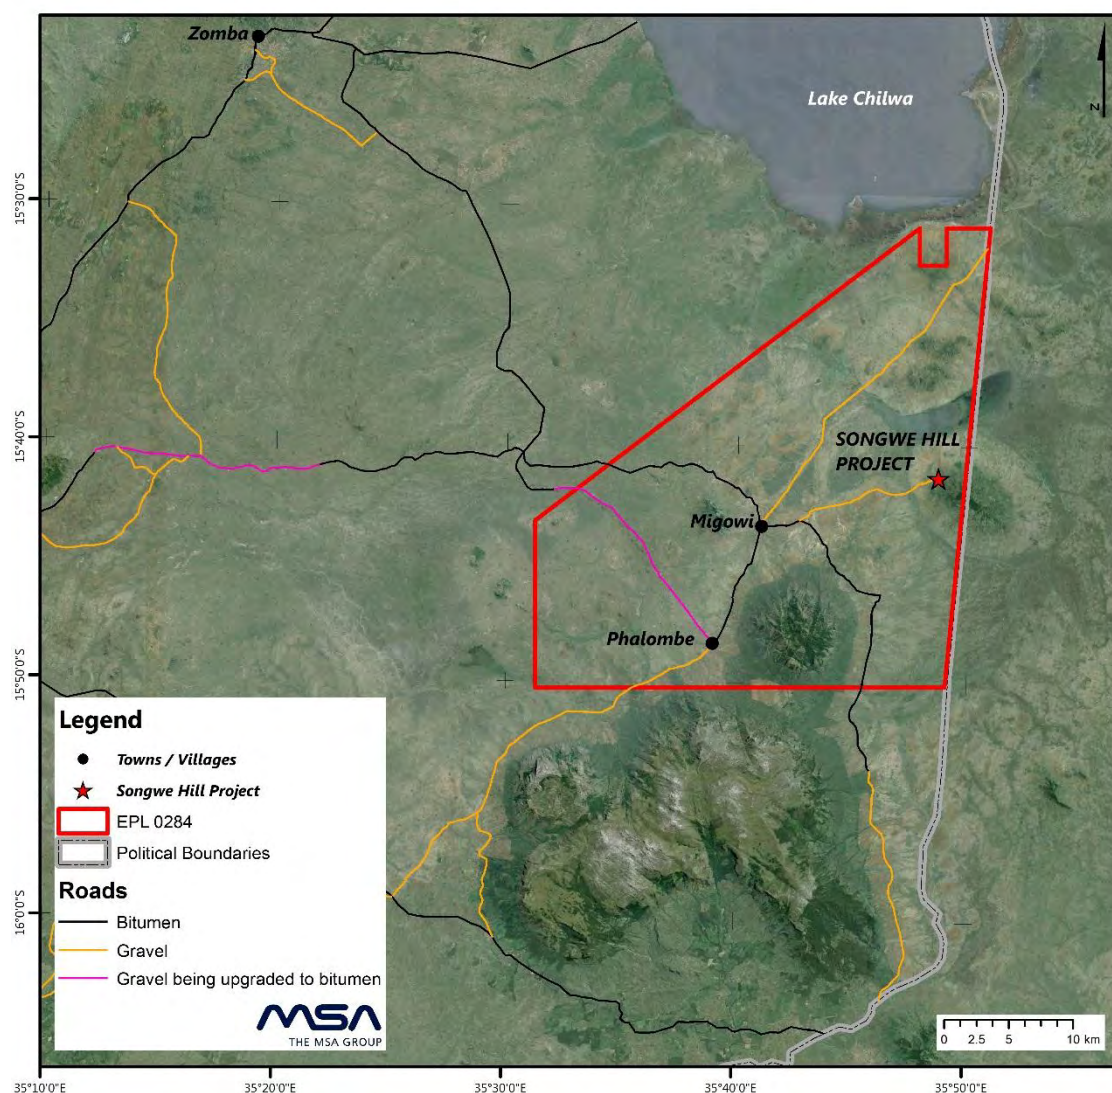 Zomba
Lake Chilwa
N
15°30'0"S
15°40'0"S
SONGWE HILL
PROJECT
Migowi
Phalombe
15°50'0"S
Legend
Towns / Villages
Songwe Hill Project
EPL 0284
Political Boundaries
Roads
Bitumen
Gravel
Gravel being upgraded to bitumen
MSA
THE MSA GROUP
16°0'0"S
0 2.5 5 10 km
35°10'0"E 35°20'0"E 35°30'0"E 35°40'0"E 35°50'0"E